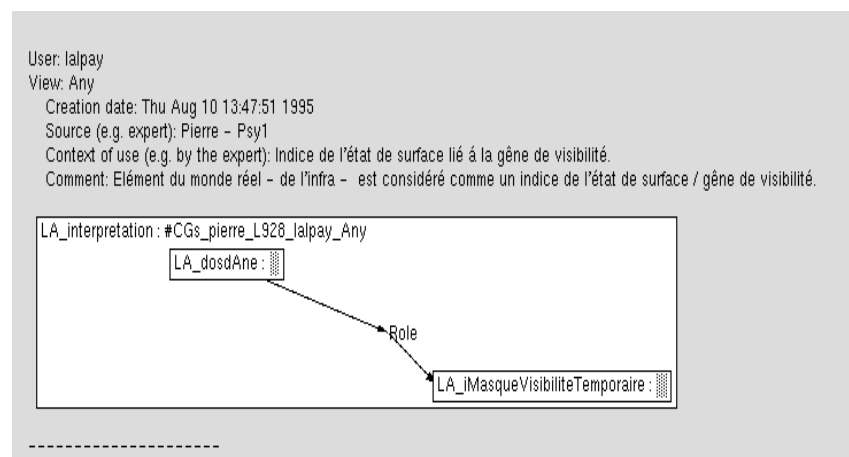 User: lalpay
View: Any
Creation date: Thu Aug 10 13:47:51 1995
Source (e.g. expert): Pierre – Psy1
Context of use (e.g. by the expert): Indice de l'état de surface lié á la gêne de visibilité.
Comment: Elément du monde réel – de l'infra –  est considéré comme un indice de l'état de surface / gêne de visibilité.
LA_interpretation : #CGs_pierre_L928_lalpay_Any
LA_dosdAne :
Role
LA_iMasqueVisibiliteTemporaire :
---------------------